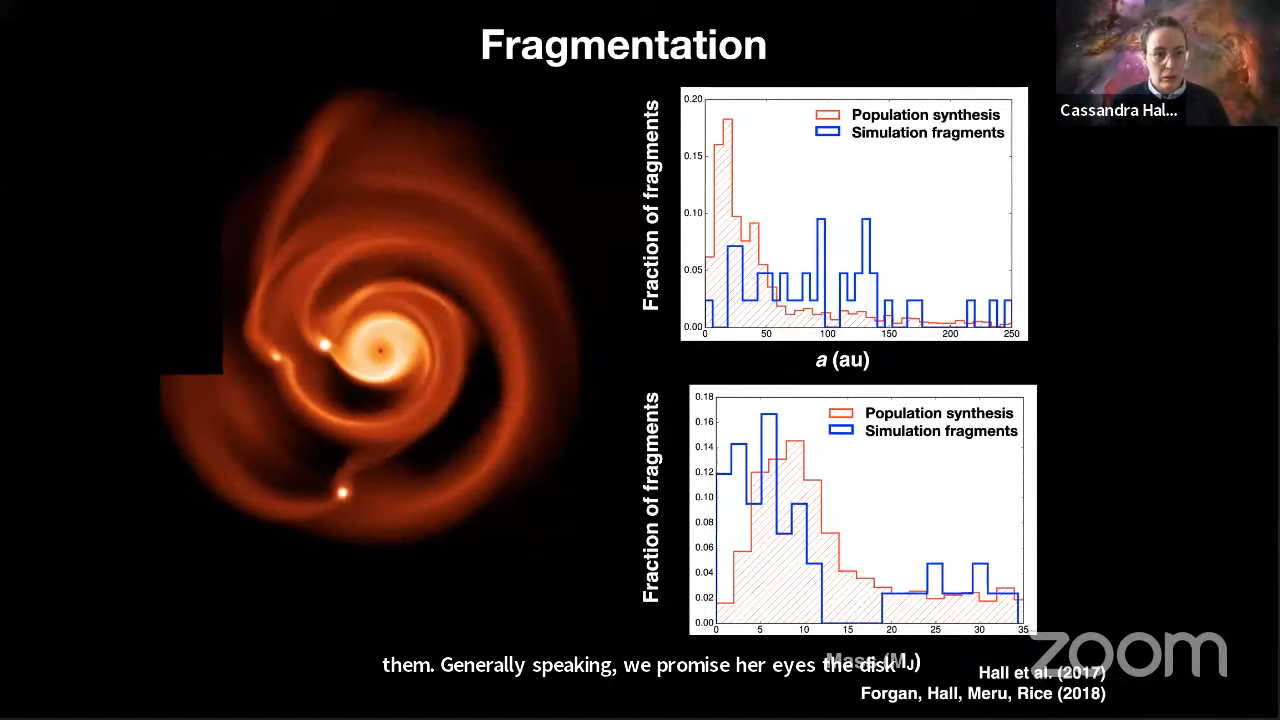 Fragmentation
Cassandra Hal...
Fraction of fragments
0.20
0.15
0.10
0.05
0.00
Population synthesis
Simulation fragments
0
50
100
150
200
250
a (au)
Fraction of fragments
0.18
0.16
0.14
0.12
0.10
0.08
0.06
0.04
0.02
0.00
Population synthesis
Simulation fragments
0
5
10
15
20
25
30
35
Mass (MJ)
them. Generally speaking, we promise her eyes the disk
Hall et al. (2017)
Forgan, Hall, Meru, Rice (2018)
zoom